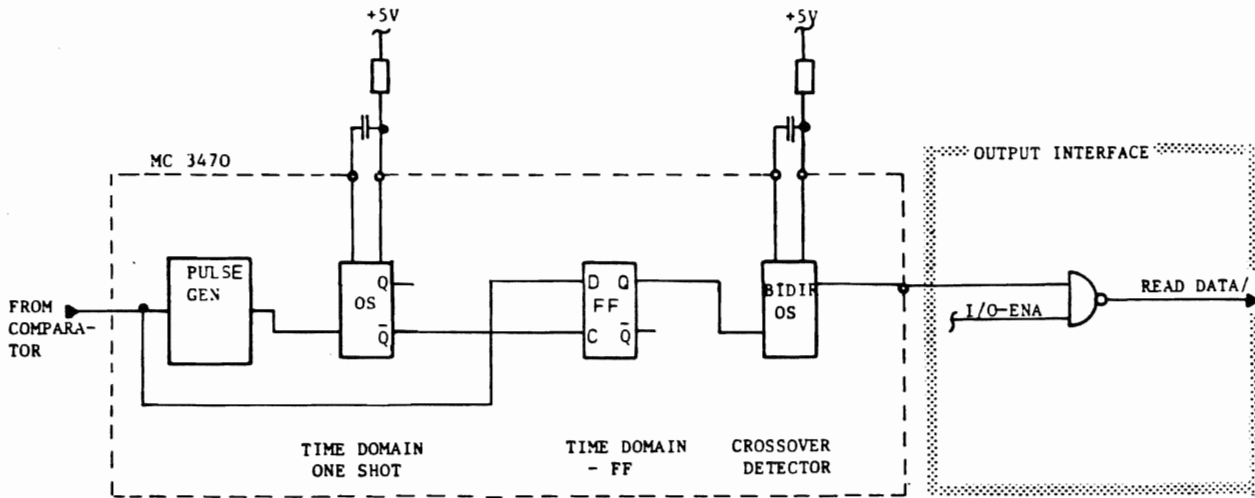 +5V
+5V
MC 3470
OUTPUT INTERFACE
PULSE
GEN
OS
Q
Q̅
D Q
FF
C Q̅
BIDIR
OS
FROM
COMPARA-
TOR
I/O-ENA
READ DATA/
TIME DOMAIN
ONE SHOT
TIME DOMAIN
- FF
CROSSOVER
DETECTOR